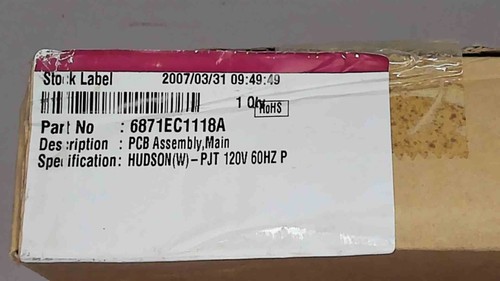 Stock Label 2007/03/31 09:49:49
1 Qty RoHS
Part No : 6871EC1118A
Description : PCB Assembly,Main
Specification: HUDSON(W)-PJT 120V 60HZ P